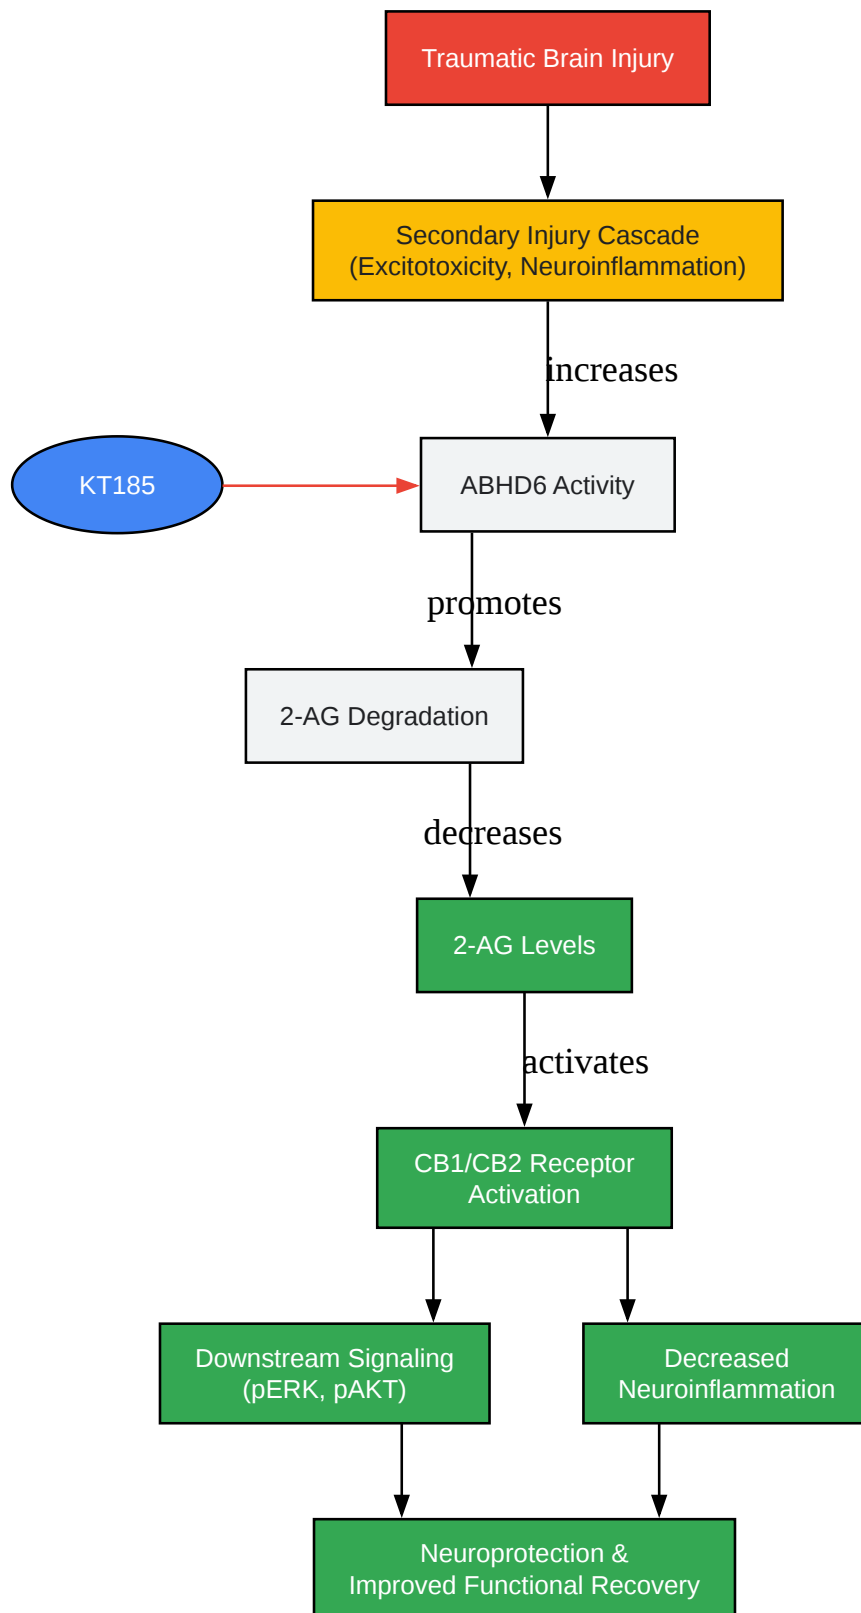 Traumatic Brain Injury
Secondary Injury Cascade
(Excitotoxicity, Neuroinflammation)
increases
KT185
ABHD6 Activity
promotes
2-AG Degradation
decreases
2-AG Levels
activates
CB1/CB2 Receptor
Activation
Downstream Signaling
(pERK, pAKT)
Decreased
Neuroinflammation
Neuroprotection &
Improved Functional Recovery